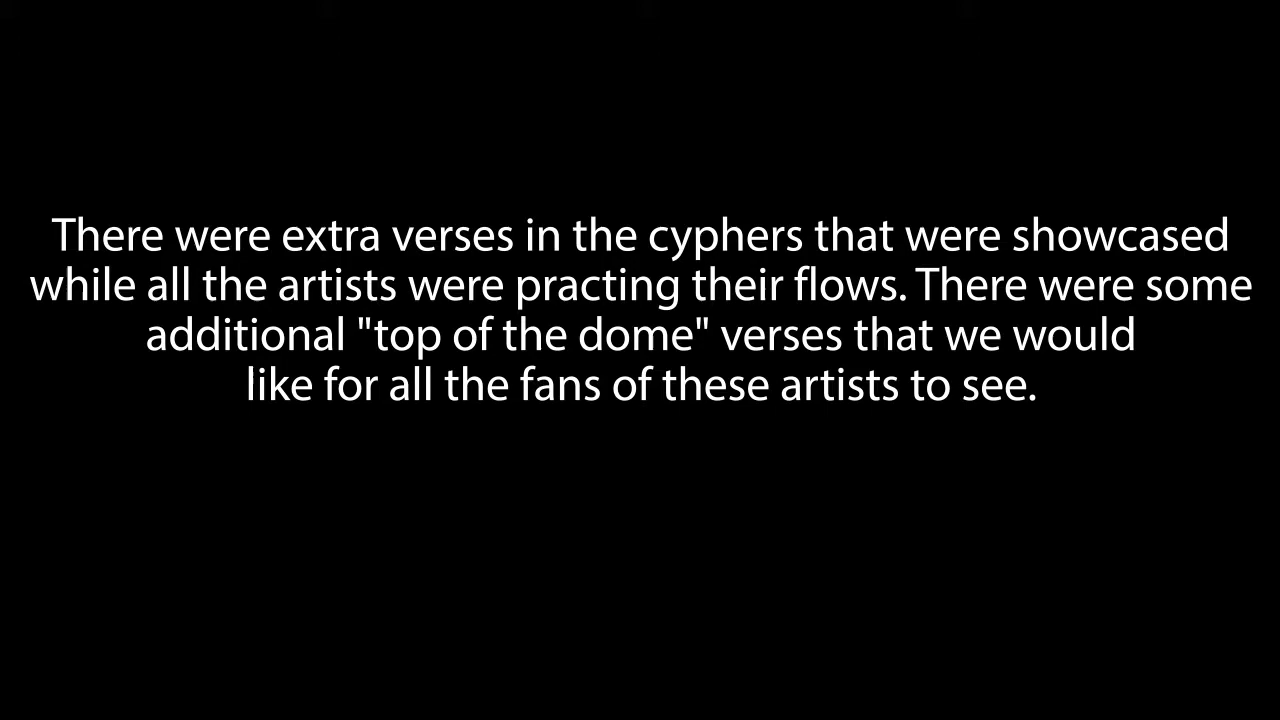 There were extra verses in the cyphers that were showcased
while all the artists were practing their flows. There were some
additional "top of the dome" verses that we would
like for all the fans of these artists to see.